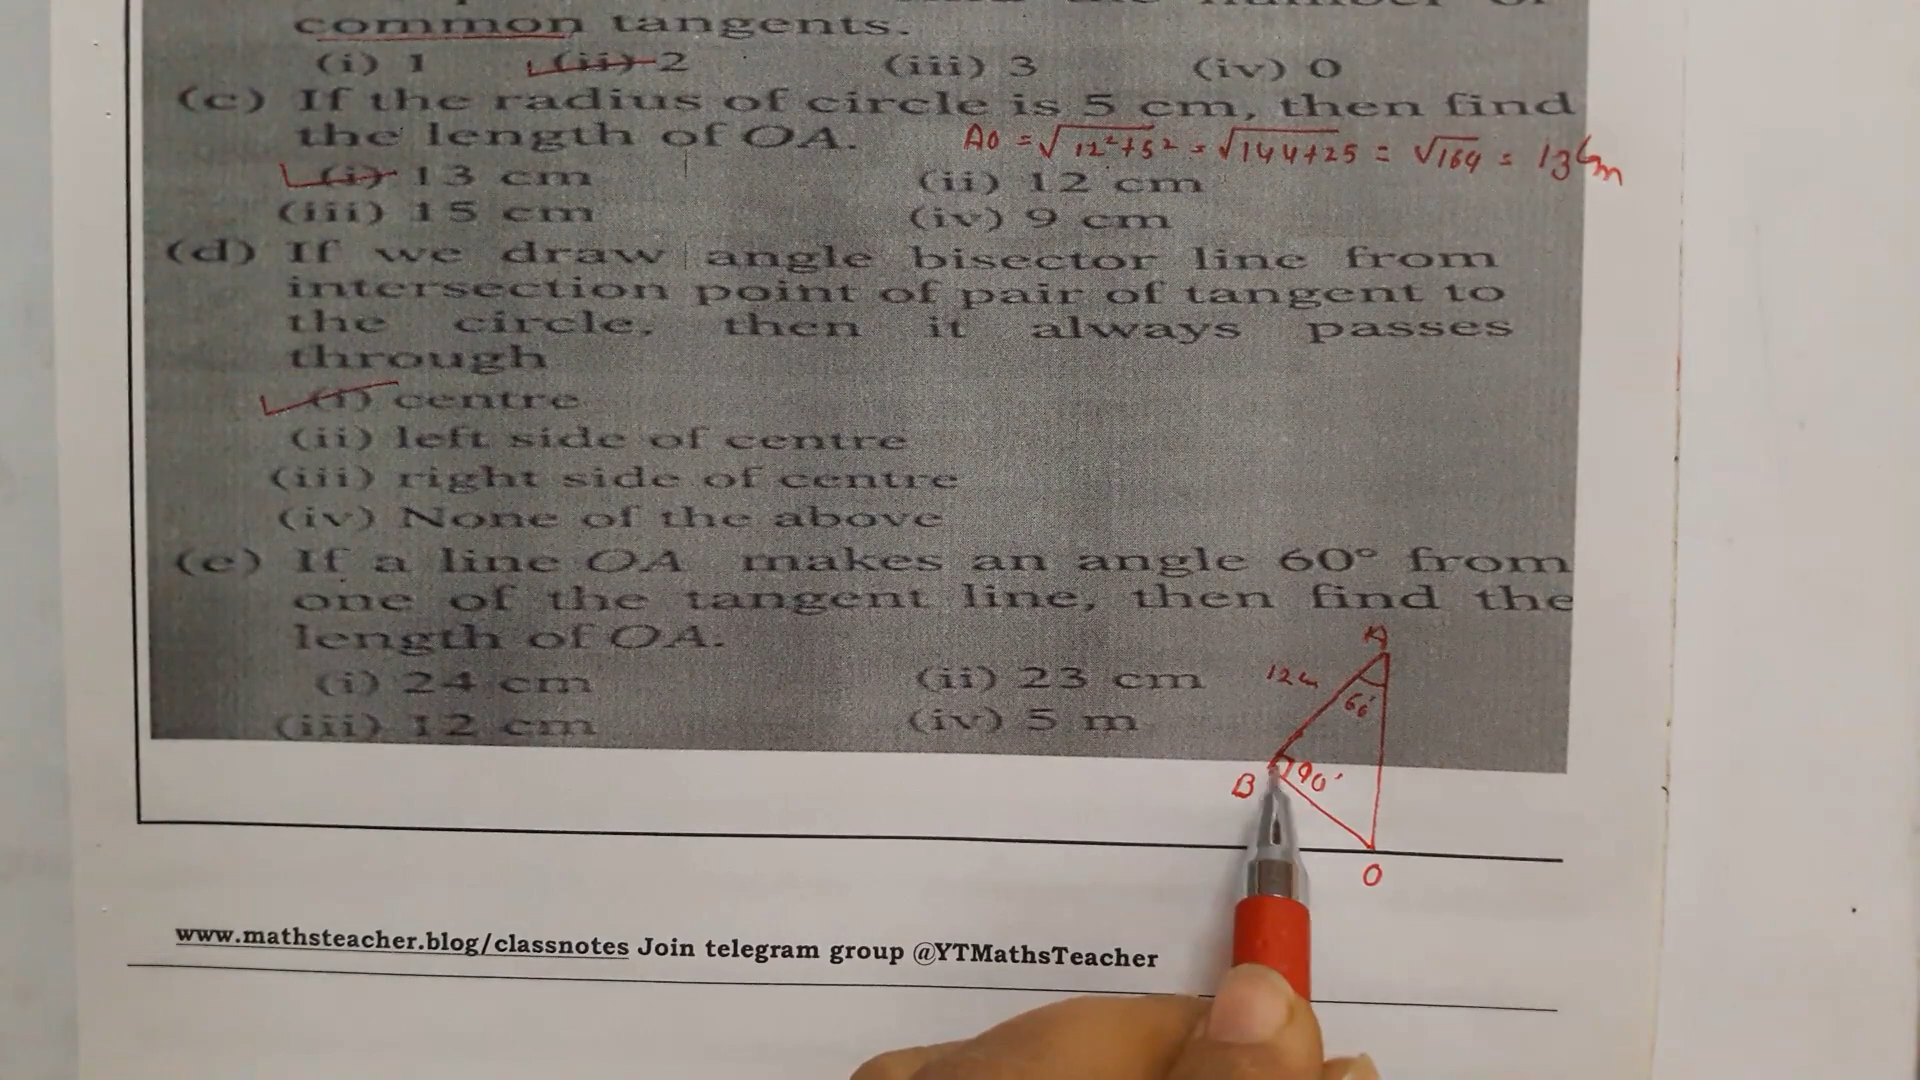 common tangents.
(i) 1 (ii) 2 (iii) 3 (iv) 0
(c) If the radius of circle is 5 cm, then find
the length of OA. AO = √12²+5² = √144+25 = √169 = 13cm
(i) 13 cm (ii) 12 cm
(iii) 15 cm (iv) 9 cm
(d) If we draw angle bisector line from
intersection point of pair of tangent to
the circle, then it always passes
through
(i) centre
(ii) left side of centre
(iii) right side of centre
(iv) None of the above
(e) If a line OA makes an angle 60° from
one of the tangent line, then find the
length of OA.
A
(i) 24 cm (ii) 23 cm 12cm
60°
(iii) 12 cm (iv) 5 m
B 90°
O
www.mathsteacher.blog/classnotes Join telegram group @YTMathsTeacher